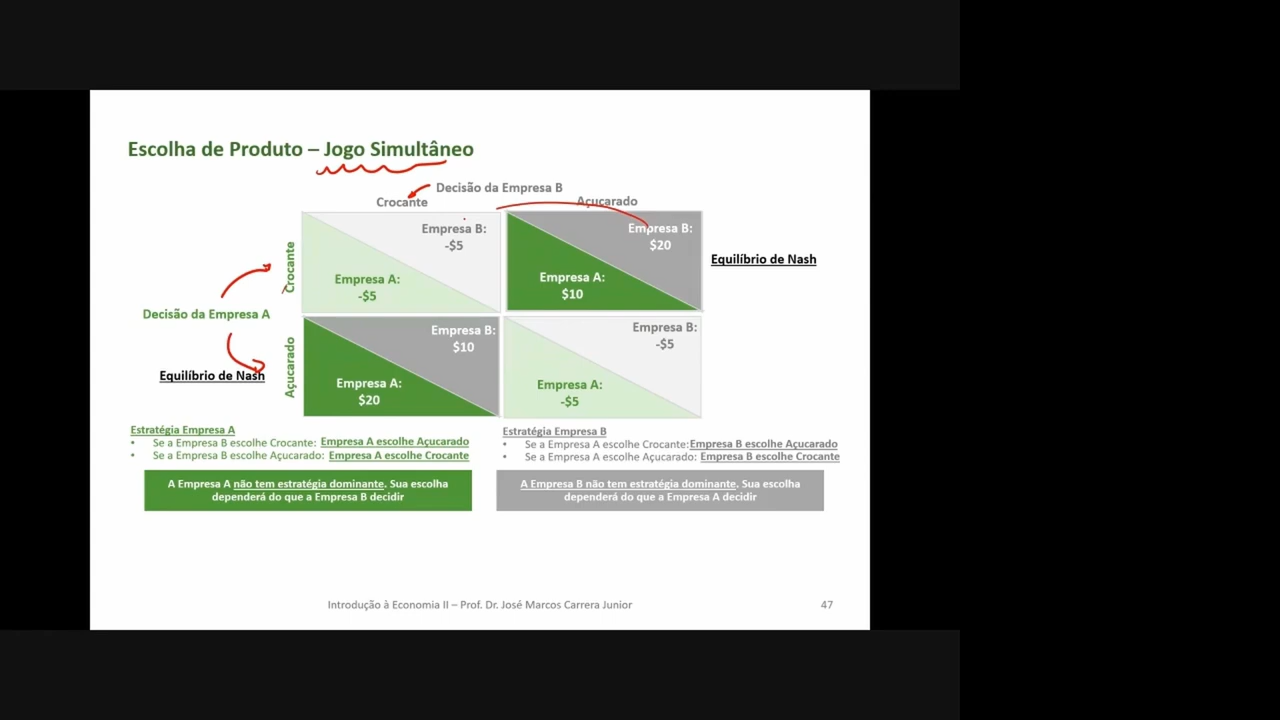 Escolha de Produto – Jogo Simultâneo
Decisão da Empresa B
Crocante
Açucarado
Crocante
Empresa B:
-$5
Empresa A:
-$5
Empresa B:
$20
Empresa A:
$10
Equilíbrio de Nash
Decisão da Empresa A
Equilíbrio de Nash
Açucarado
Empresa B:
$10
Empresa A:
$20
Empresa B:
-$5
Empresa A:
-$5
Estratégia Empresa A
• Se a Empresa B escolhe Crocante: Empresa A escolhe Açucarado
• Se a Empresa B escolhe Açucarado: Empresa A escolhe Crocante
A Empresa A não tem estratégia dominante. Sua escolha
dependerá do que a Empresa B decidir
Estratégia Empresa B
• Se a Empresa A escolhe Crocante:Empresa B escolhe Açucarado
• Se a Empresa A escolhe Açucarado: Empresa B escolhe Crocante
A Empresa B não tem estratégia dominante. Sua escolha
dependerá do que a Empresa A decidir
Introdução à Economia II – Prof. Dr. José Marcos Carrera Junior
47